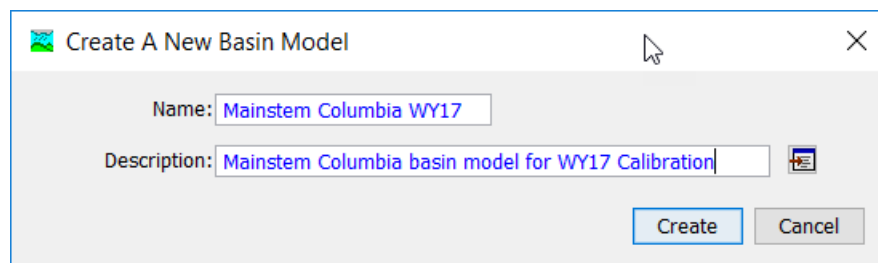 Create A New Basin Model
Name: Mainstem Columbia WY17
Description: Mainstem Columbia basin model for WY17 Calibration
Create Cancel